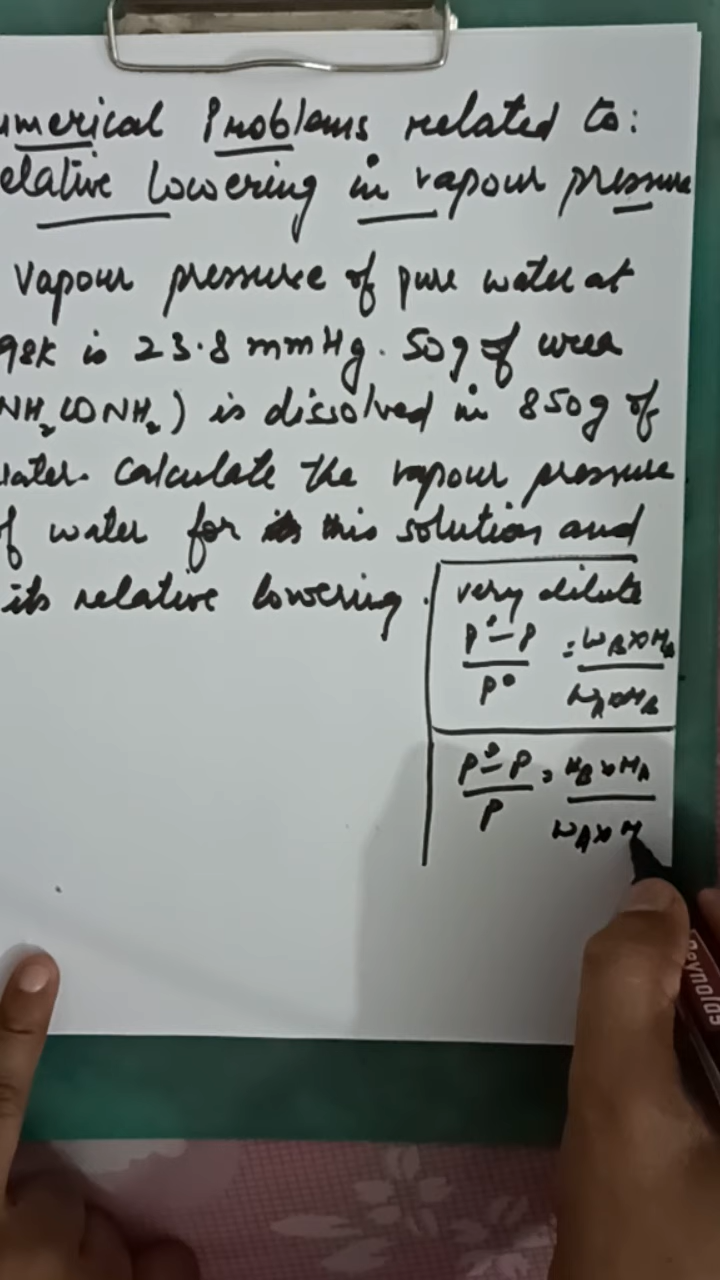 umerical Problems related to:
elative lowering in vapour pressure
Vapour pressure of pure water at
98K is 23.8 mmHg. 50g of urea
NH2CONH2) is dissolved in 850g of
water. Calculate the vapour pressure
of water for this solution and
its relative lowering.
very dilute
P°-P / P° = WB×MA / WA×MB
P°-P / P = WB×MA / WA×M
Reynolds